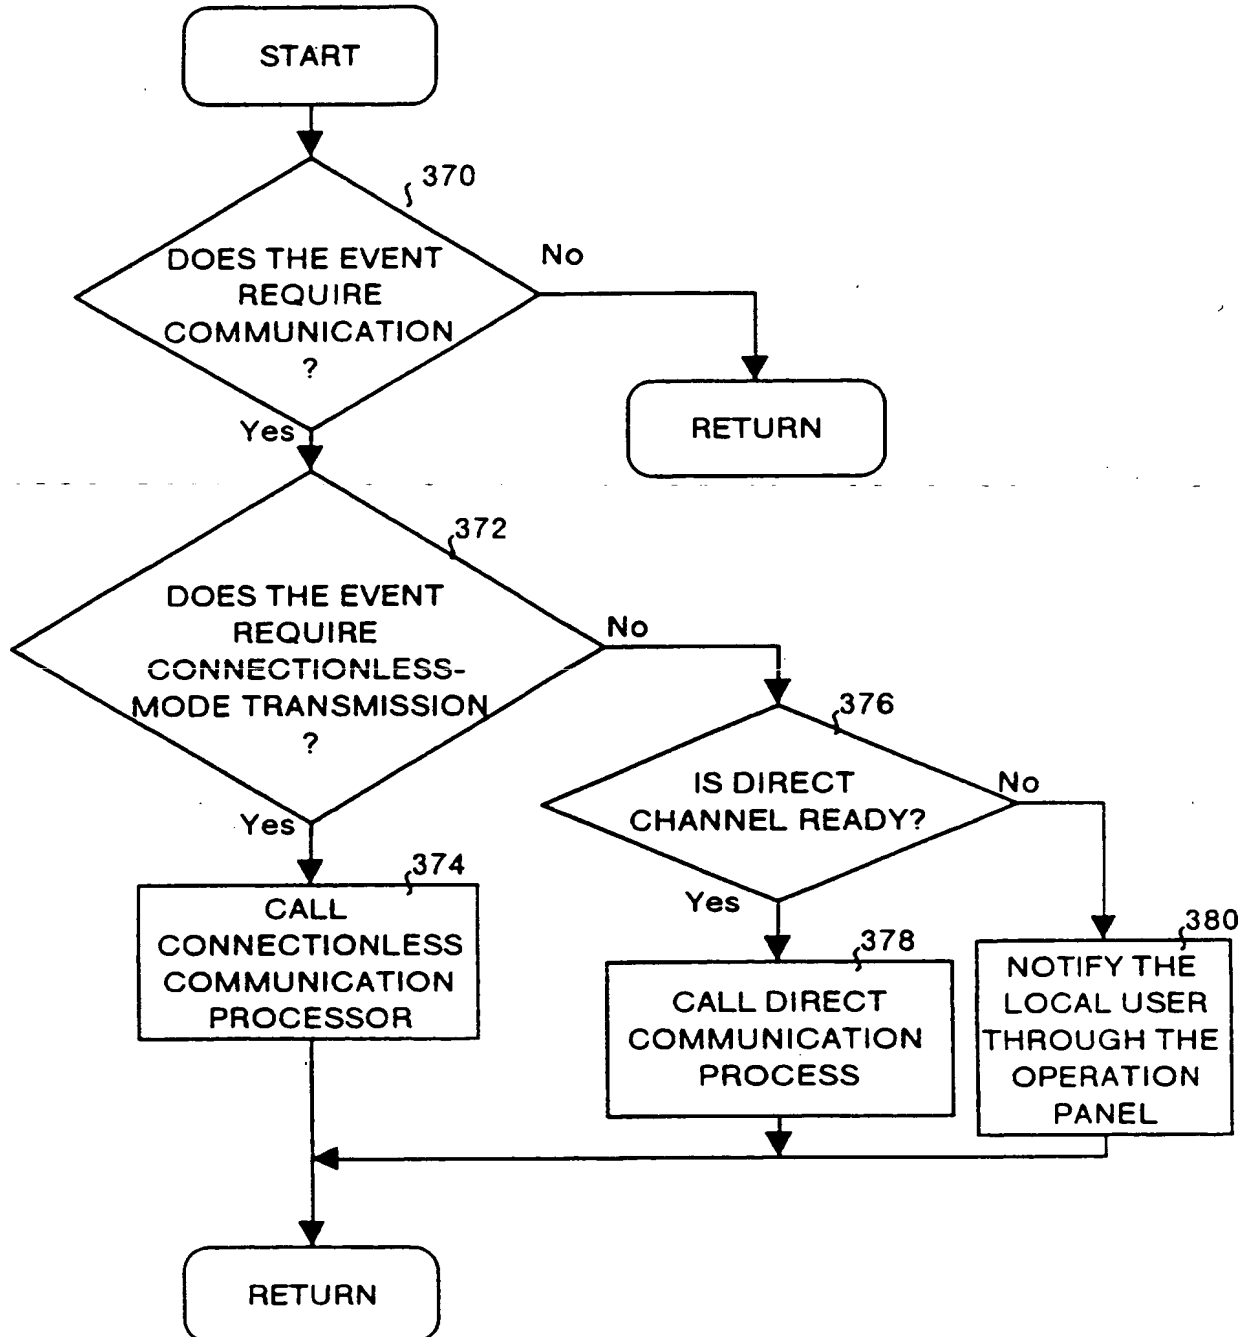 START
370
DOES THE EVENT
REQUIRE
COMMUNICATION
?
No
Yes
RETURN
372
DOES THE EVENT
REQUIRE
CONNECTIONLESS-
MODE TRANSMISSION
?
No
Yes
376
IS DIRECT
CHANNEL READY?
No
Yes
374
CALL
CONNECTIONLESS
COMMUNICATION
PROCESSOR
378
CALL DIRECT
COMMUNICATION
PROCESS
380
NOTIFY THE
LOCAL USER
THROUGH THE
OPERATION
PANEL
RETURN